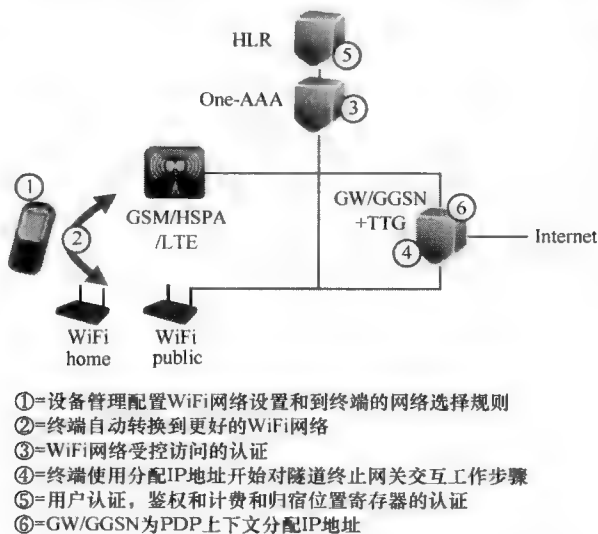 HLR
⑤
One-AAA
③
①
②
GSM/HSPA
/LTE
GW/GGSN
+TTG
⑥
④
Internet
WiFi
home
WiFi
public
①=设备管理配置WiFi网络设置和到终端的网络选择规则
②=终端自动转换到更好的WiFi网络
③=WiFi网络受控访问的认证
④=终端使用分配IP地址开始对隧道终止网关交互工作步骤
⑤=用户认证，鉴权和计费和归宿位置寄存器的认证
⑥=GW/GGSN为PDP上下文分配IP地址